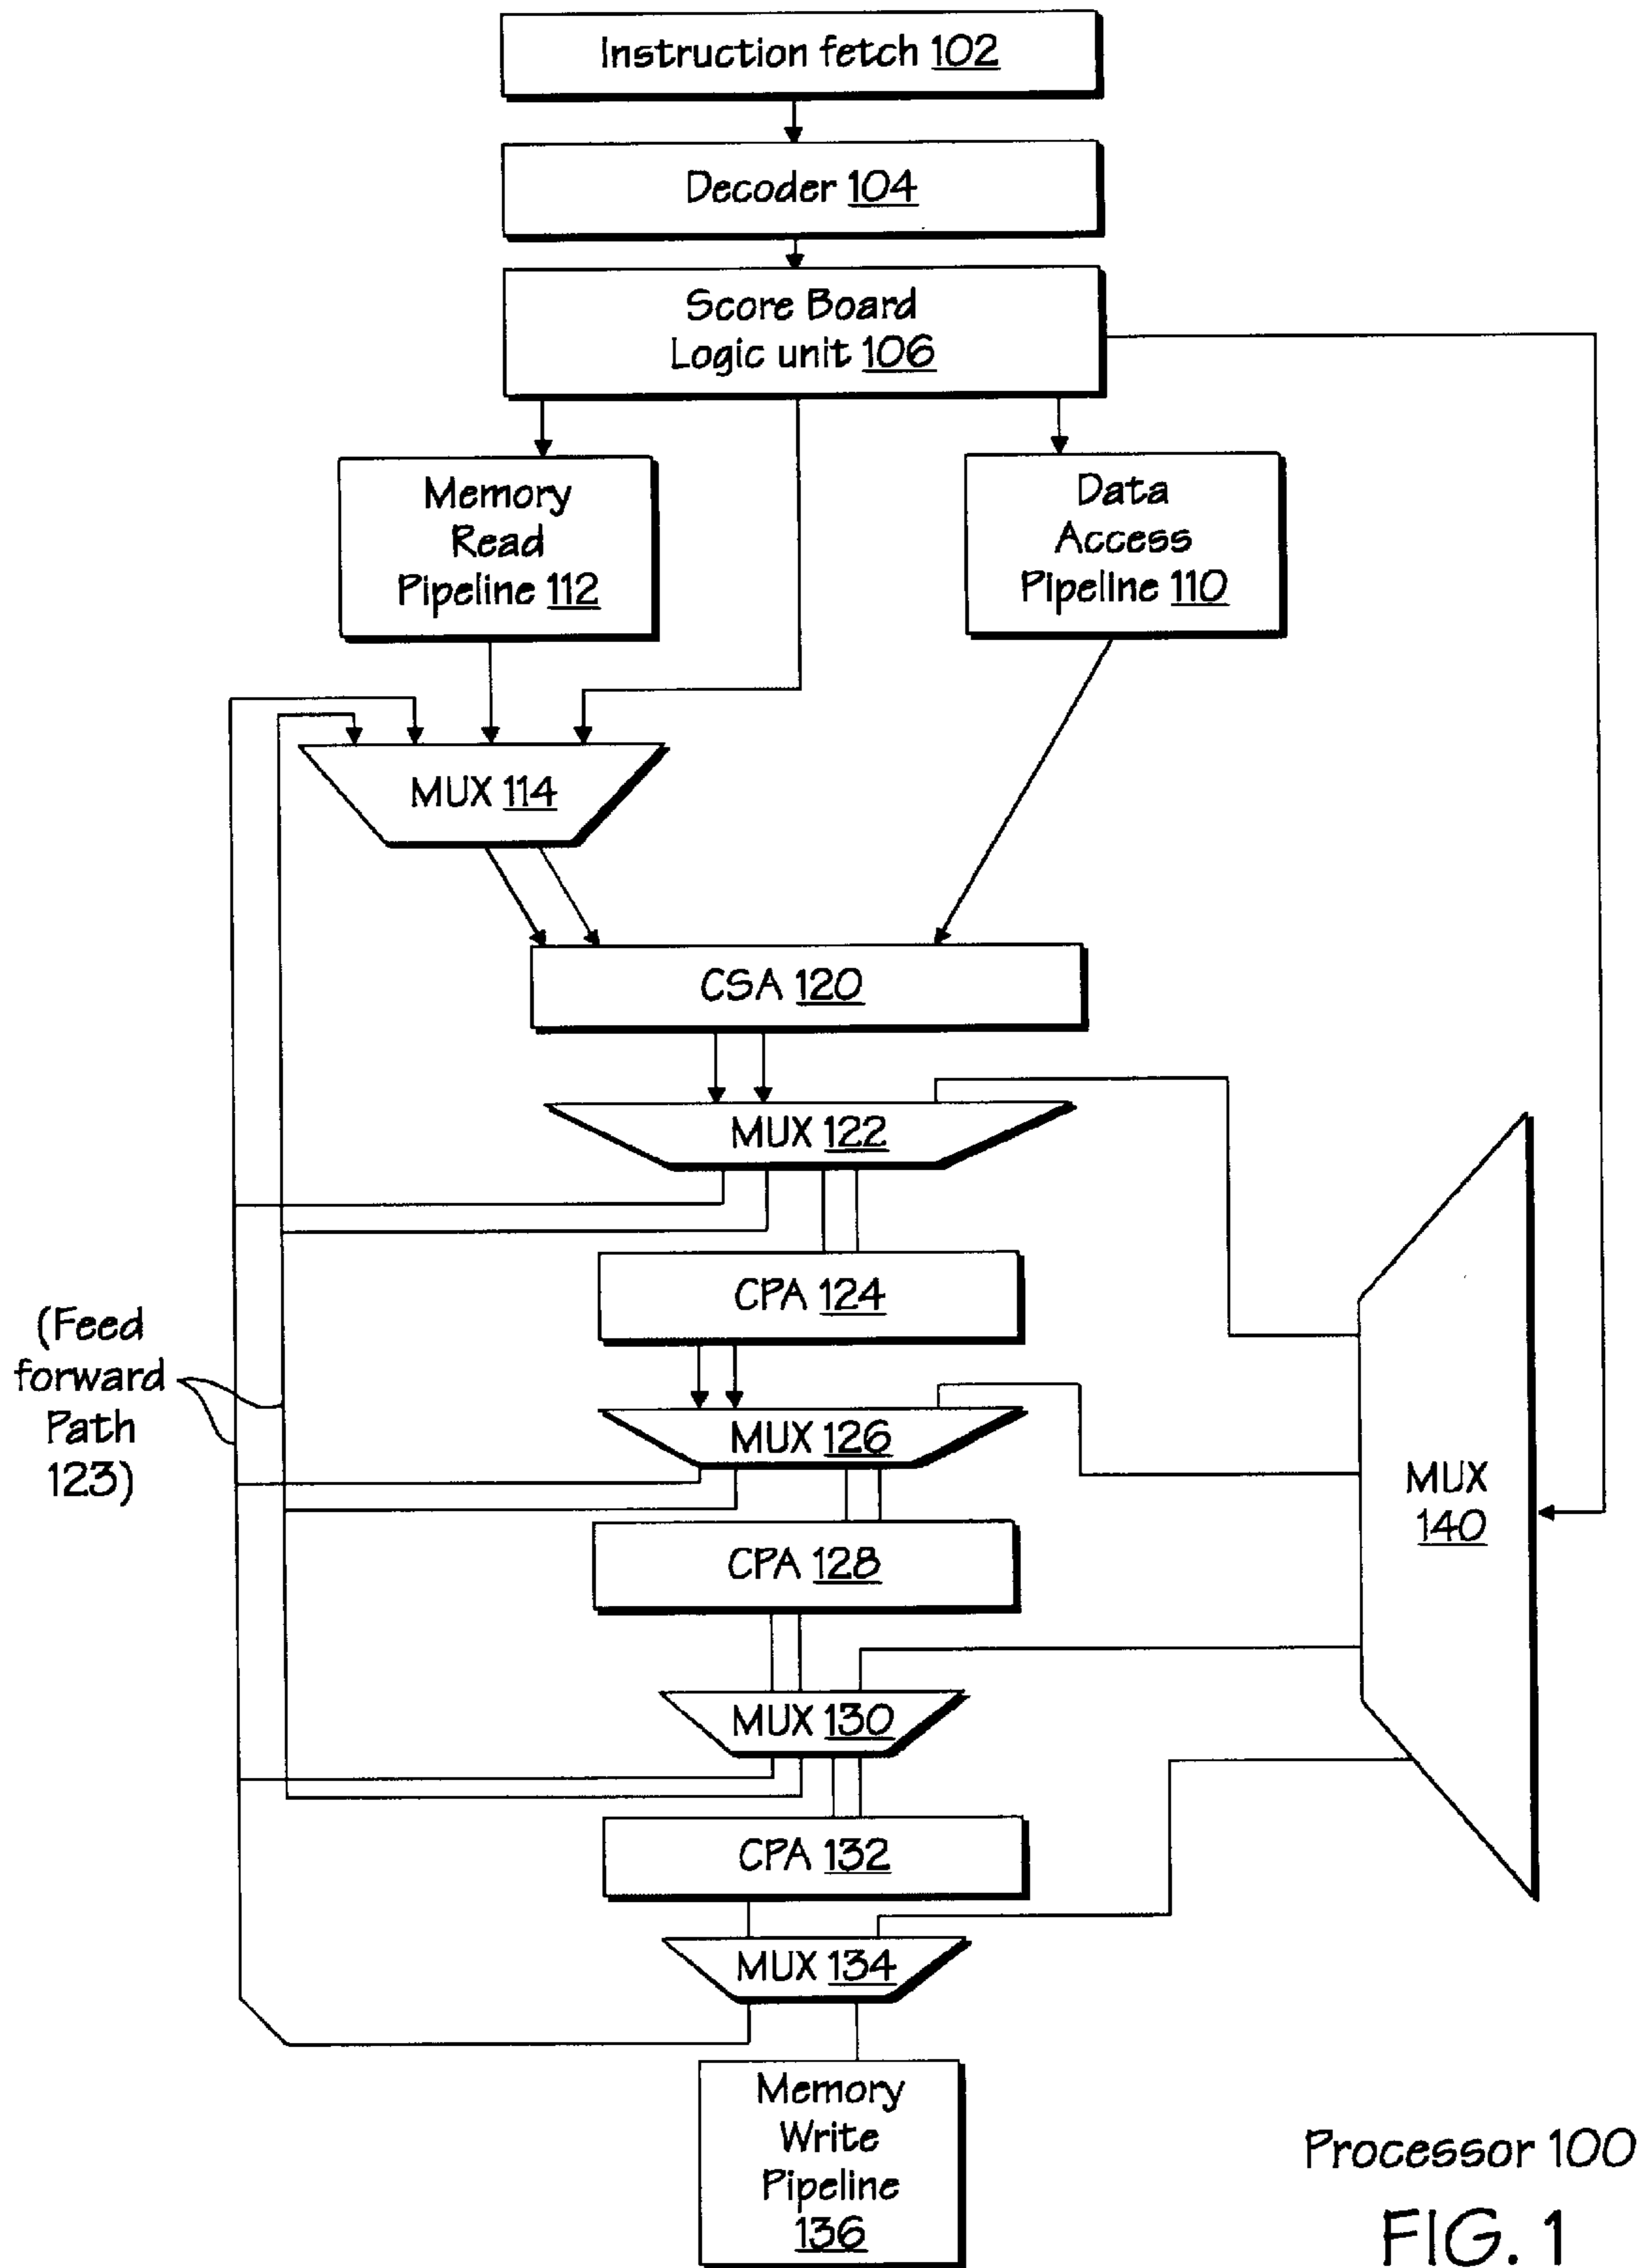 Instruction fetch 102
Decoder 104
Score Board
Logic unit 106
Memory
Read
Pipeline 112
Data
Access
Pipeline 110
MUX 114
CSA 120
MUX 122
CPA 124
(Feed
forward
Path
123)
MUX 126
MUX
140
CPA 128
MUX 130
CPA 132
MUX 134
Memory
Write
Pipeline
136
Processor 100
FIG. 1